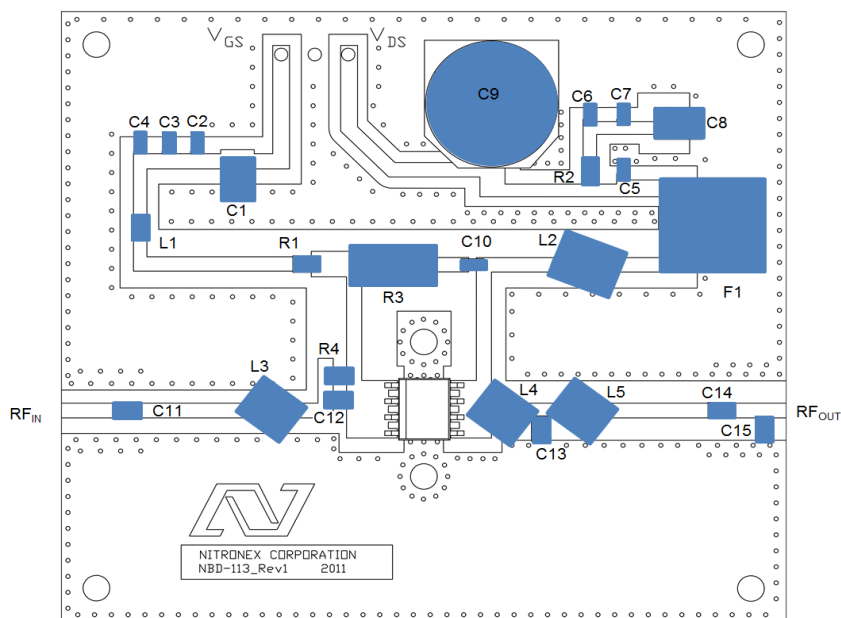 VGS
VDS
C9
C6
C7
C8
C4
C3
C2
R2
C5
C1
L1
R1
C10
L2
R3
F1
R4
L3
L4
L5
C14
RFIN
C11
C12
RFOUT
C15
C13
NITRONEX CORPORATION
NBD-113_Rev1 2011